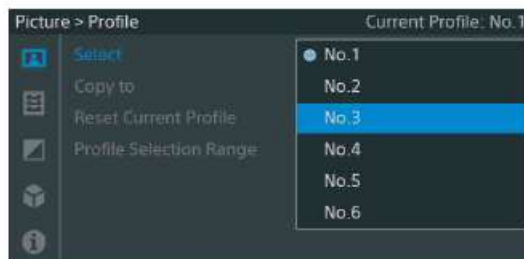 Picture > Profile Current Profile: No.1
Select
Copy to
Reset Current Profile
Profile Selection Range
No.1
No.2
No.3
No.4
No.5
No.6